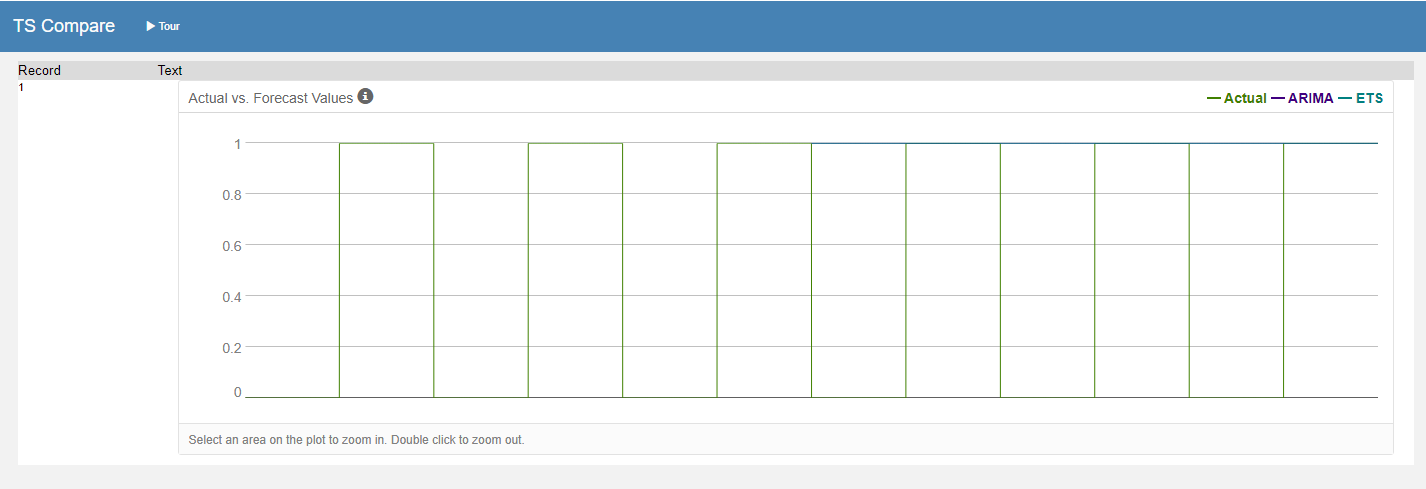 TS Compare ▶ Tour
Record Text
1
Actual vs. Forecast Values
Actual ARIMA ETS
1
0.8
0.6
0.4
0.2
0
Select an area on the plot to zoom in. Double click to zoom out.